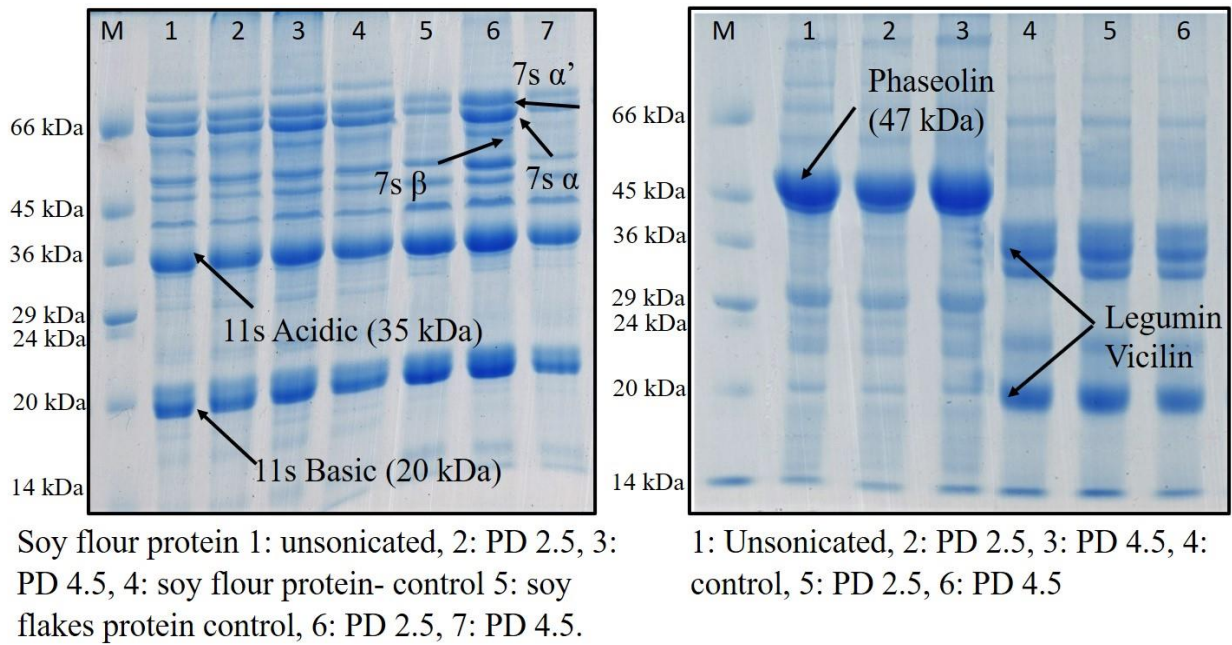 M 1 2 3 4 5 6 7
7s α’
66 kDa
7s β
7s α
45 kDa
36 kDa
29 kDa
11s Acidic (35 kDa)
24 kDa
20 kDa
11s Basic (20 kDa)
14 kDa
Soy flour protein 1: unsonicated, 2: PD 2.5, 3:
PD 4.5, 4: soy flour protein- control 5: soy
flakes protein control, 6: PD 2.5, 7: PD 4.5.
M 1 2 3 4 5 6
Phaseolin
(47 kDa)
66 kDa
45 kDa
36 kDa
29 kDa
24 kDa
Legumin
Vicilin
20 kDa
14 kDa
1: Unsonicated, 2: PD 2.5, 3: PD 4.5, 4:
control, 5: PD 2.5, 6: PD 4.5